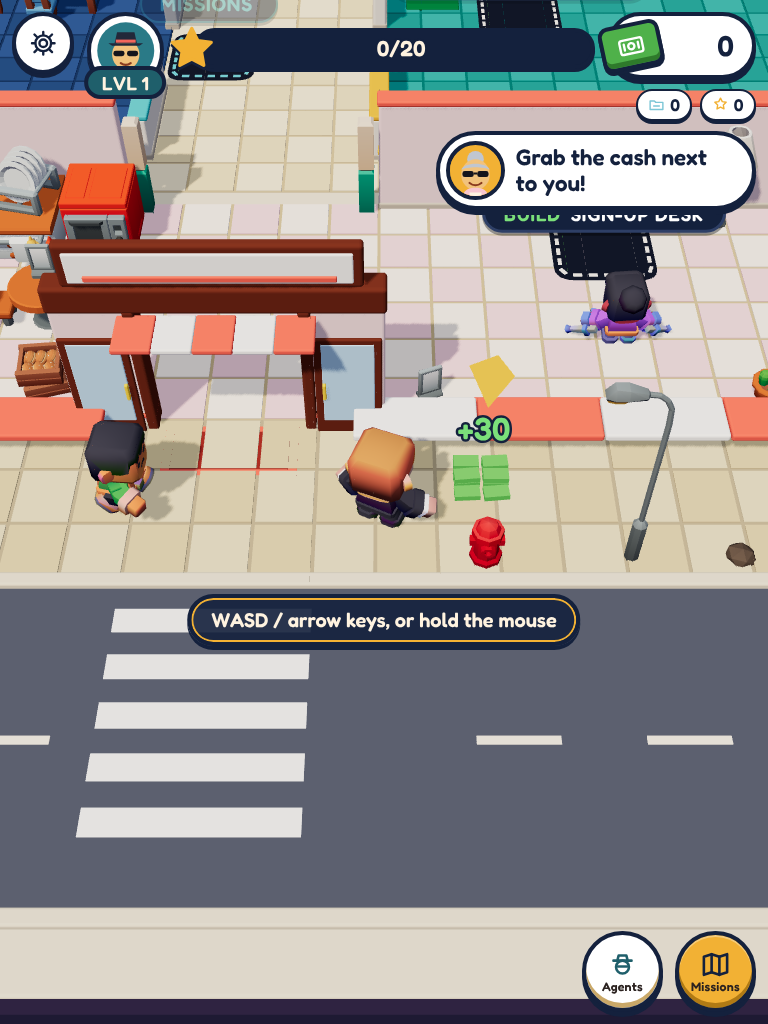 MISSIONS
0/20
0
LVL 1
0
0
Grab the cash next
to you!
BUILD SIGN-UP DESK
+30
WASD / arrow keys, or hold the mouse
Agents
Missions